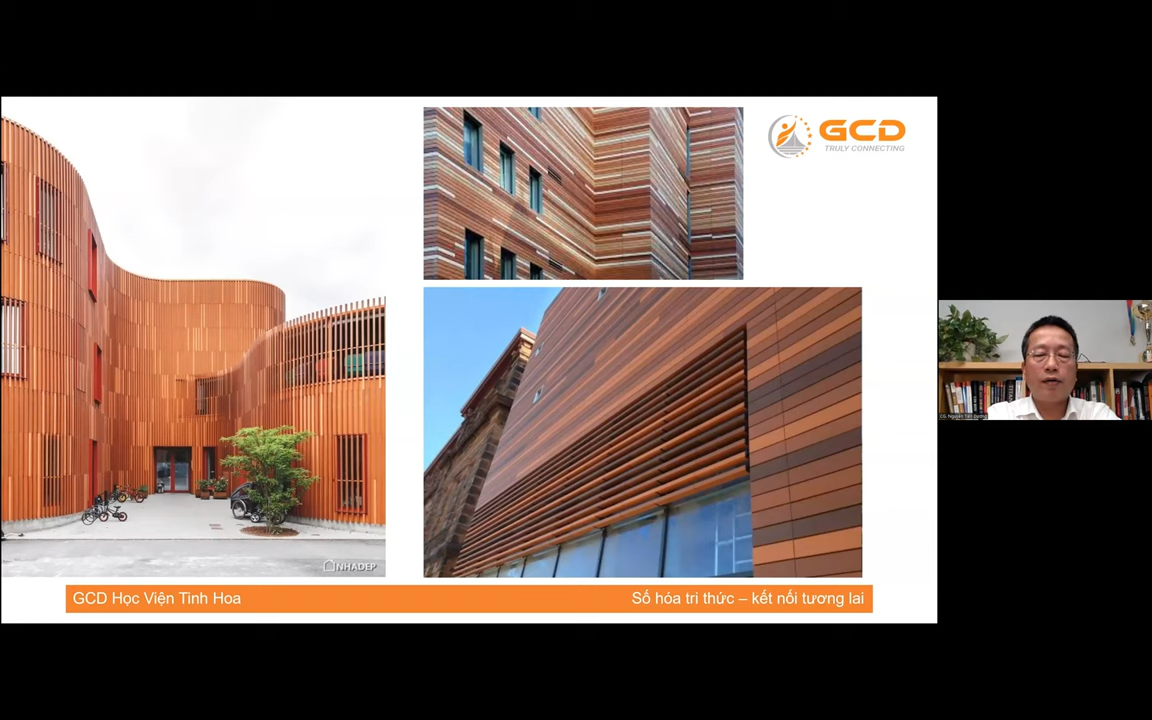 GCD
TRULY CONNECTING
NHADEP
GCD Học Viện Tinh Hoa
Số hóa tri thức – kết nối tương lai